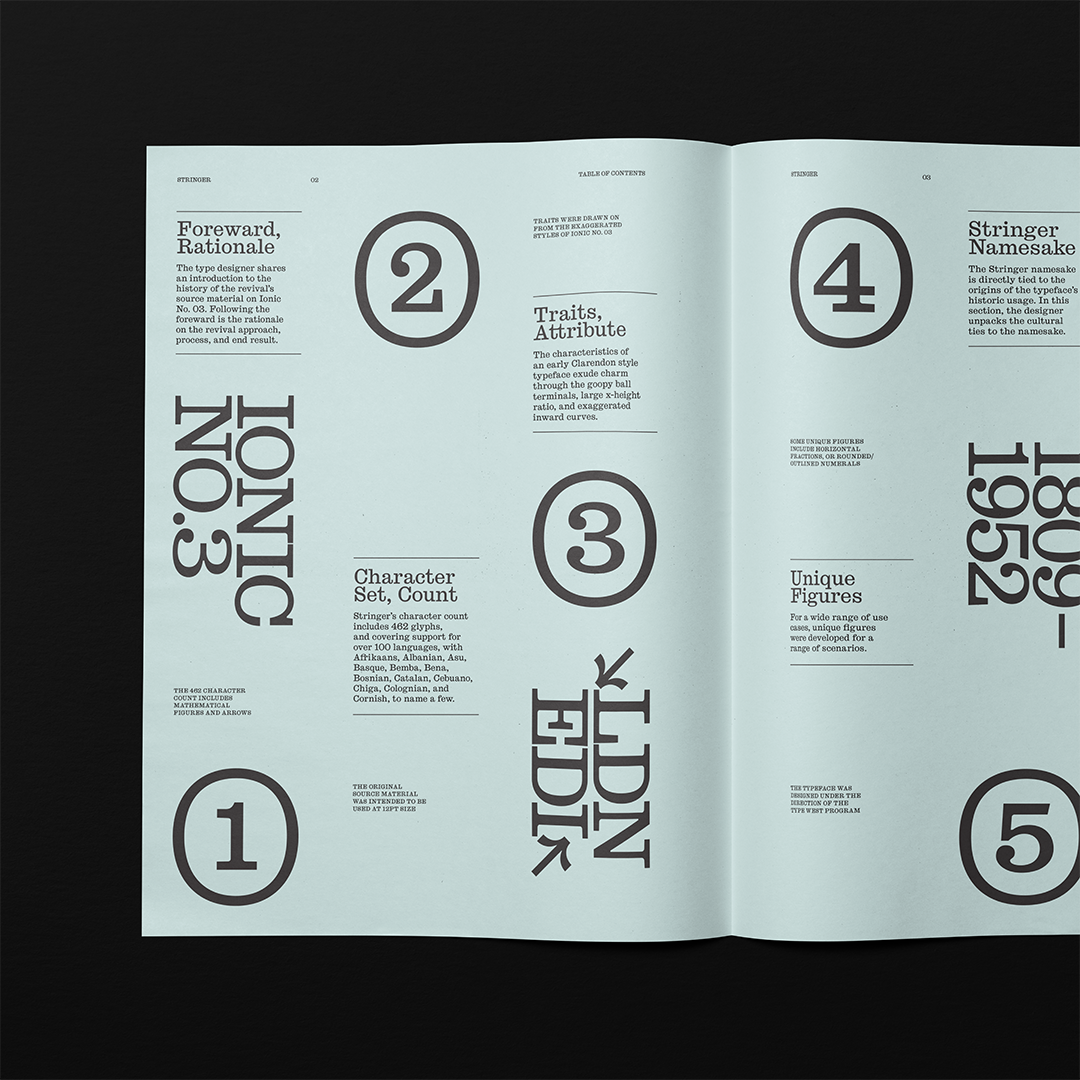 STRINGER
02
TABLE OF CONTENTS
Foreward,
Rationale
The type designer shares
an introduction to the
history of the revival's
source material on Ionic
No. 03. Following the
foreward is the rationale
on the revival approach,
process, and end result.
IONIC
NO.3
THE 462 CHARACTER
COUNT INCLUDES
MATHEMATICAL
FIGURES AND ARROWS
1
2
Character
Set, Count
Stringer's character count
includes 462 glyphs,
and covering support for
over 100 languages, with
Afrikaans, Albanian, Asu,
Basque, Bemba, Bena,
Bosnian, Catalan, Cebuano,
Chiga, Colognian, and
Cornish, to name a few.
THE ORIGINAL
SOURCE MATERIAL
WAS INTENDED TO BE
USED AT 12PT SIZE
TRAITS WERE DRAWN ON
FROM THE EXAGGERATED
STYLES OF IONIC NO. 03
Traits,
Attribute
The characteristics of
an early Clarendon style
typeface exude charm
through the goopy ball
terminals, large x-height
ratio, and exaggerated
inward curves.
3
↘LDN
EDI↗
STRINGER
03
4
SOME UNIQUE FIGURES
INCLUDE HORIZONTAL
FRACTIONS, OR ROUNDED/
OUTLINED NUMERALS
Unique
Figures
For a wide range of use
cases, unique figures
were developed for a
range of scenarios.
THE TYPEFACE WAS
DESIGNED UNDER THE
DIRECTION OF THE
TYPE WEST PROGRAM
Stringer
Namesake
The Stringer namesake
is directly tied to the
origins of the typeface's
historic usage. In this
section, the designer
unpacks the cultural
ties to the namesake.
1809–
1952
5